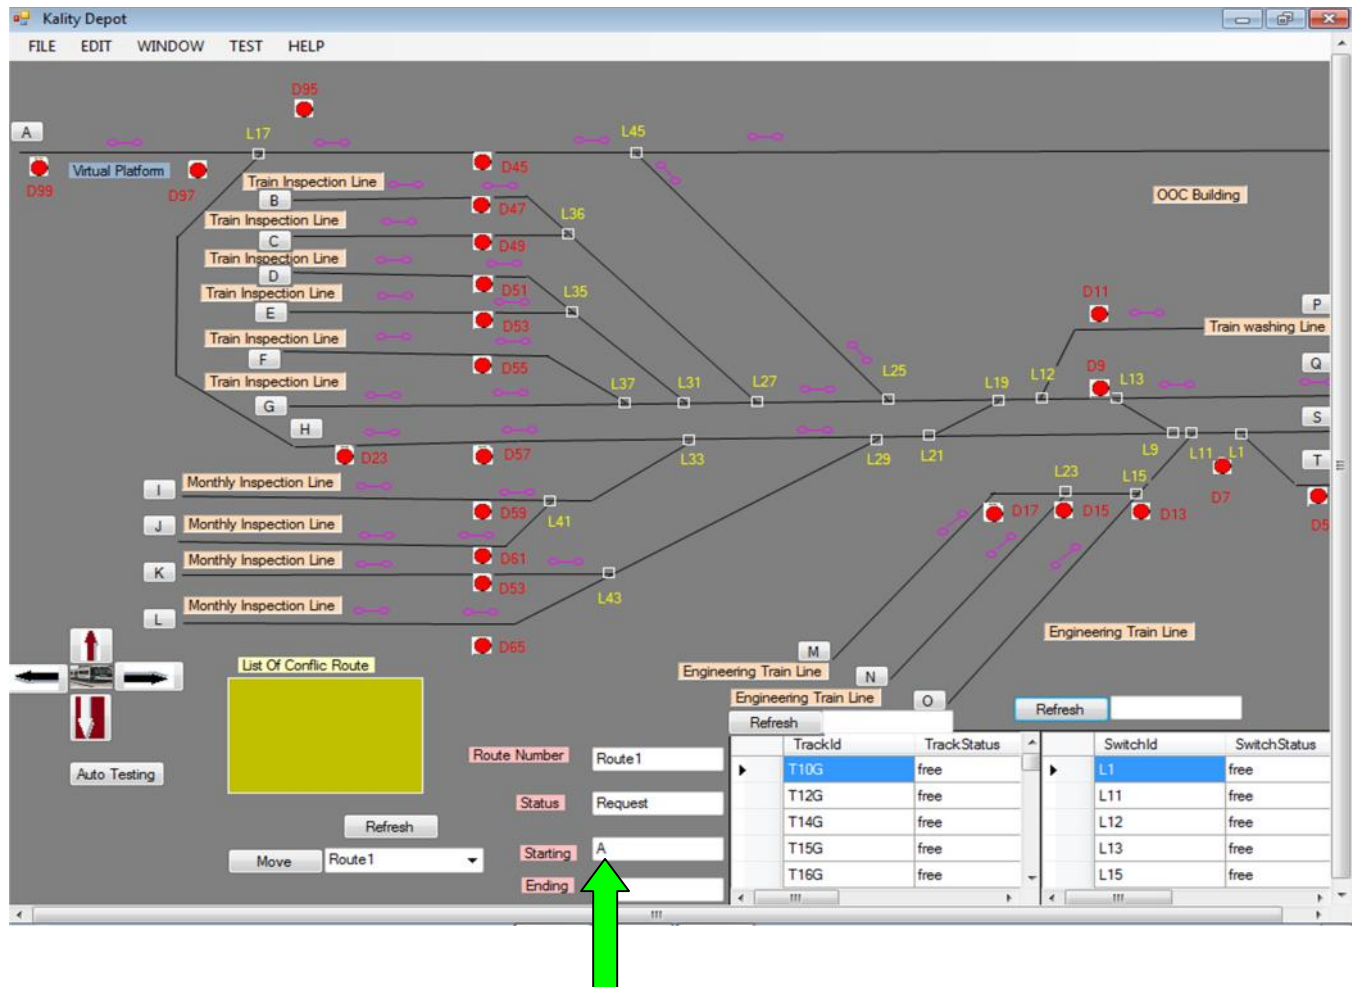 Kality Depot
FILE EDIT WINDOW TEST HELP
D95
A
L17
L45
D99
Virtual Platform
D97
D45
Train Inspection Line
B
D47
OOC Building
Train Inspection Line
L36
C
D49
Train Inspection Line
D
D51
L35
D11
Train Inspection Line
E
D53
P
Train washing Line
Train Inspection Line
F
D55
L25
L12
D9
Q
Train Inspection Line
L37
L31
L27
L19
L13
G
H
S
D23
D57
L33
L29
L21
L9
L11
L1
T
Monthly Inspection Line
I
L23
L15
D7
D59
D17
D15
D13
D5
Monthly Inspection Line
J
L41
Monthly Inspection Line
D61
K
D53
L43
Monthly Inspection Line
L
D65
Engineering Train Line
M
List Of Conflic Route
Engineering Train Line
N
Engineering Train Line
O
Refresh
Refresh
TrackId TrackStatus
SwitchId SwitchStatus
Route Number Route1
T10G free
L1 free
Auto Testing
T12G free
L11 free
Status Request
T14G free
L12 free
Refresh
T15G free
L13 free
Move Route1
Starting A
T16G free
L15 free
Ending